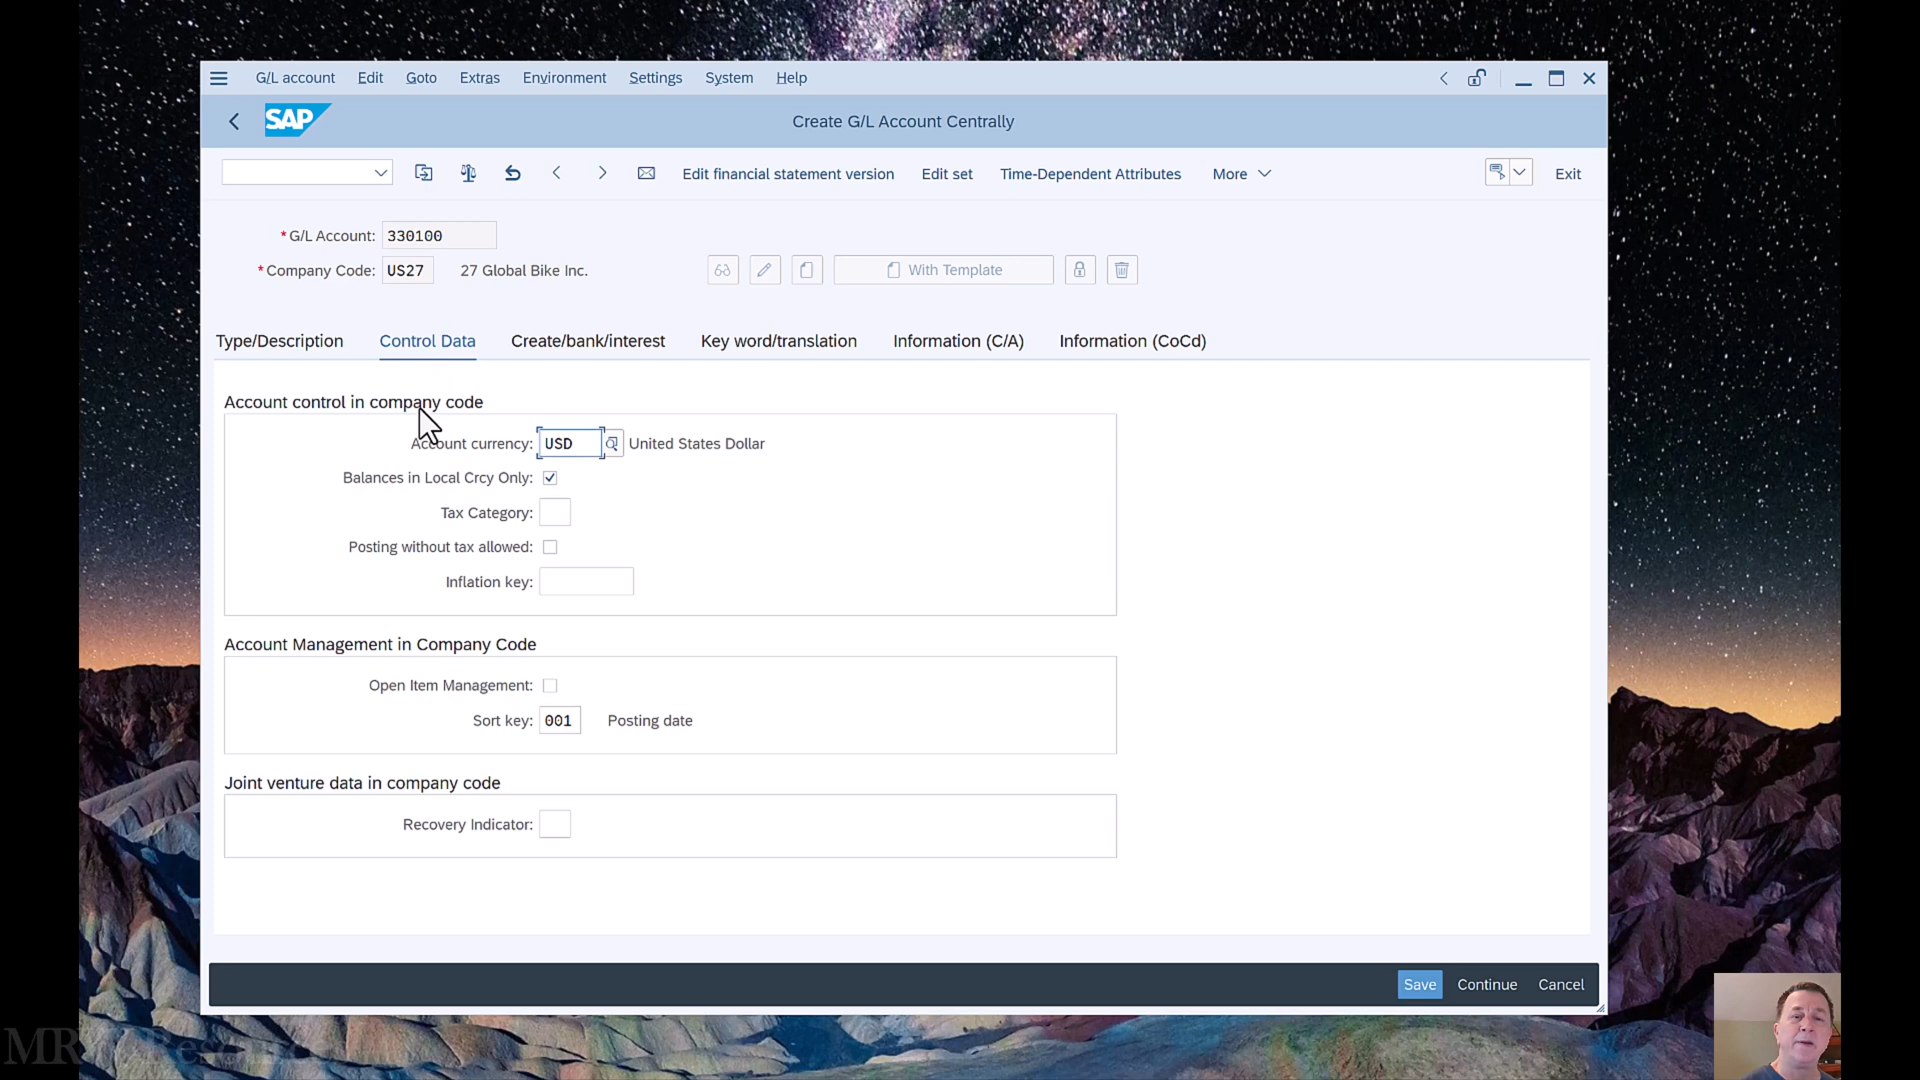 G/L account Edit Goto Extras Environment Settings System Help
SAP Create G/L Account Centrally
Edit financial statement version Edit set Time-Dependent Attributes More Exit
*G/L Account: 330100
*Company Code: US27 27 Global Bike Inc. With Template
Type/Description Control Data Create/bank/interest Key word/translation Information (C/A) Information (CoCd)
Account control in company code
Account currency: USD United States Dollar
Balances in Local Crcy Only:
Tax Category:
Posting without tax allowed:
Inflation key:
Account Management in Company Code
Open Item Management:
Sort key: 001 Posting date
Joint venture data in company code
Recovery Indicator:
Save Continue Cancel